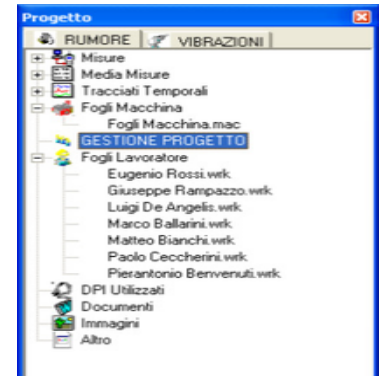 Progetto
RUMORE VIBRAZIONI
Misure
Media Misure
Tracciati Temporali
Fogli Macchina
Fogli Macchina.mac
GESTIONE PROGETTO
Fogli Lavoratore
Eugenio Rossi.wrk
Giuseppe Rampazzo.wrk
Luigi De Angelis.wrk
Marco Ballarini.wrk
Matteo Bianchi.wrk
Paolo Ceccherini.wrk
Pierantonio Benvenuti.wrk
DPI Utilizzati
Documenti
Immagini
Altro